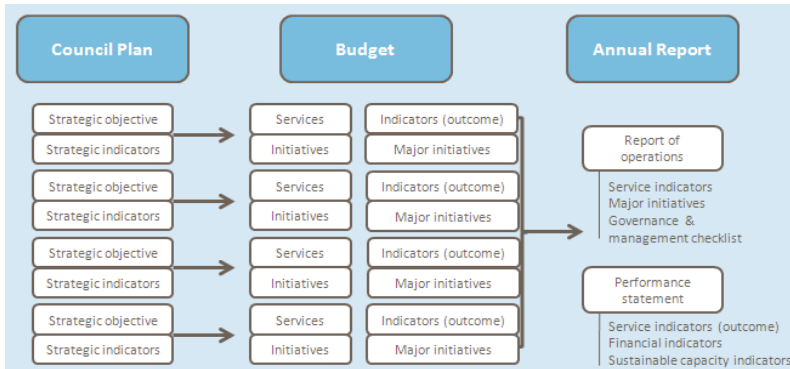 Council Plan
Budget
Annual Report
Strategic objective
Strategic indicators
Services
Initiatives
Indicators (outcome)
Major initiatives
Strategic objective
Strategic indicators
Services
Initiatives
Indicators (outcome)
Major initiatives
Strategic objective
Strategic indicators
Services
Initiatives
Indicators (outcome)
Major initiatives
Strategic objective
Strategic indicators
Services
Initiatives
Indicators (outcome)
Major initiatives
Report of
operations
Service indicators
Major initiatives
Governance &
management checklist
Performance
statement
Service indicators (outcome)
Financial indicators
Sustainable capacity indicators